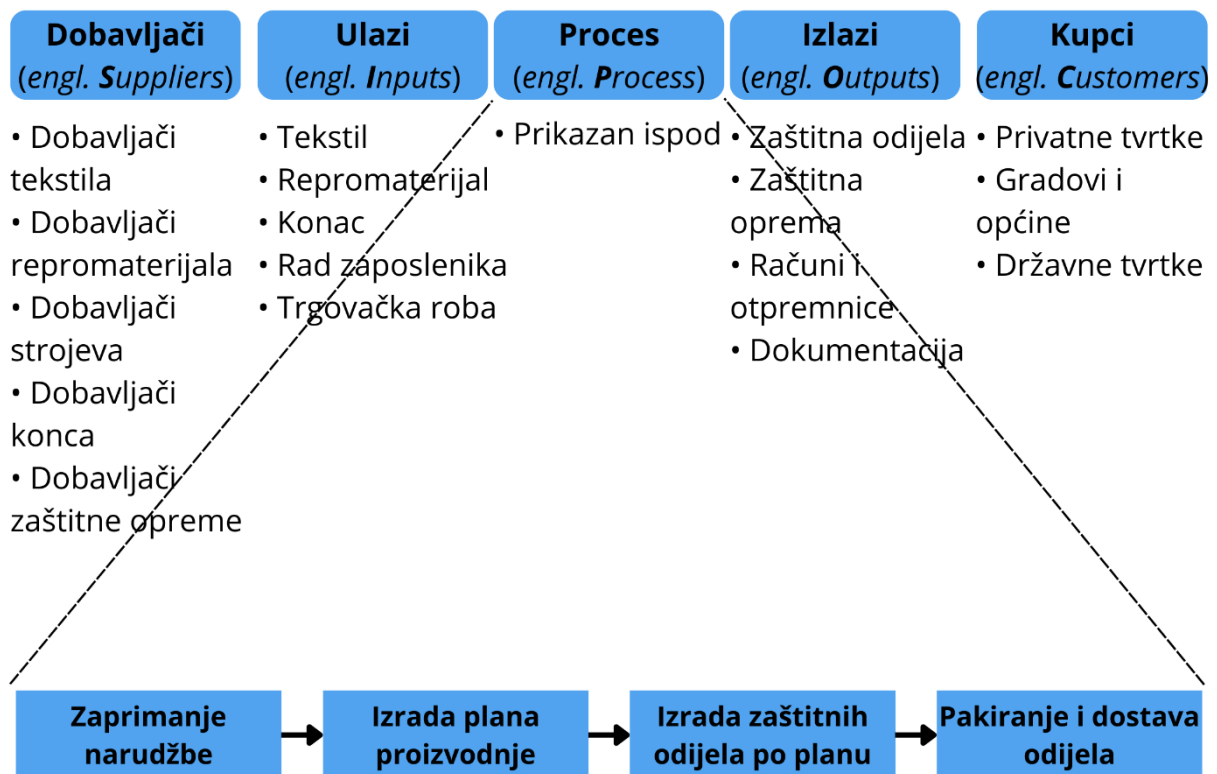 Dobavljači
(engl. Suppliers)
Ulazi
(engl. Inputs)
Proces
(engl. Process)
Izlazi
(engl. Outputs)
Kupci
(engl. Customers)
• Dobavljači
tekstila
• Dobavljači
repromaterijala
• Dobavljači
strojeva
• Dobavljači
konca
• Dobavljači
zaštitne opreme
• Tekstil
• Repromaterijal
• Konac
• Rad zaposlenika
• Trgovačka roba
• Prikazan ispod
• Zaštitna odijela
• Zaštitna
oprema
• Računi i
otpremnice
• Dokumentacija
• Privatne tvrtke
• Gradovi i
općine
• Državne tvrtke
Zaprimanje
narudžbe
Izrada plana
proizvodnje
Izrada zaštitnih
odijela po planu
Pakiranje i dostava
odijela